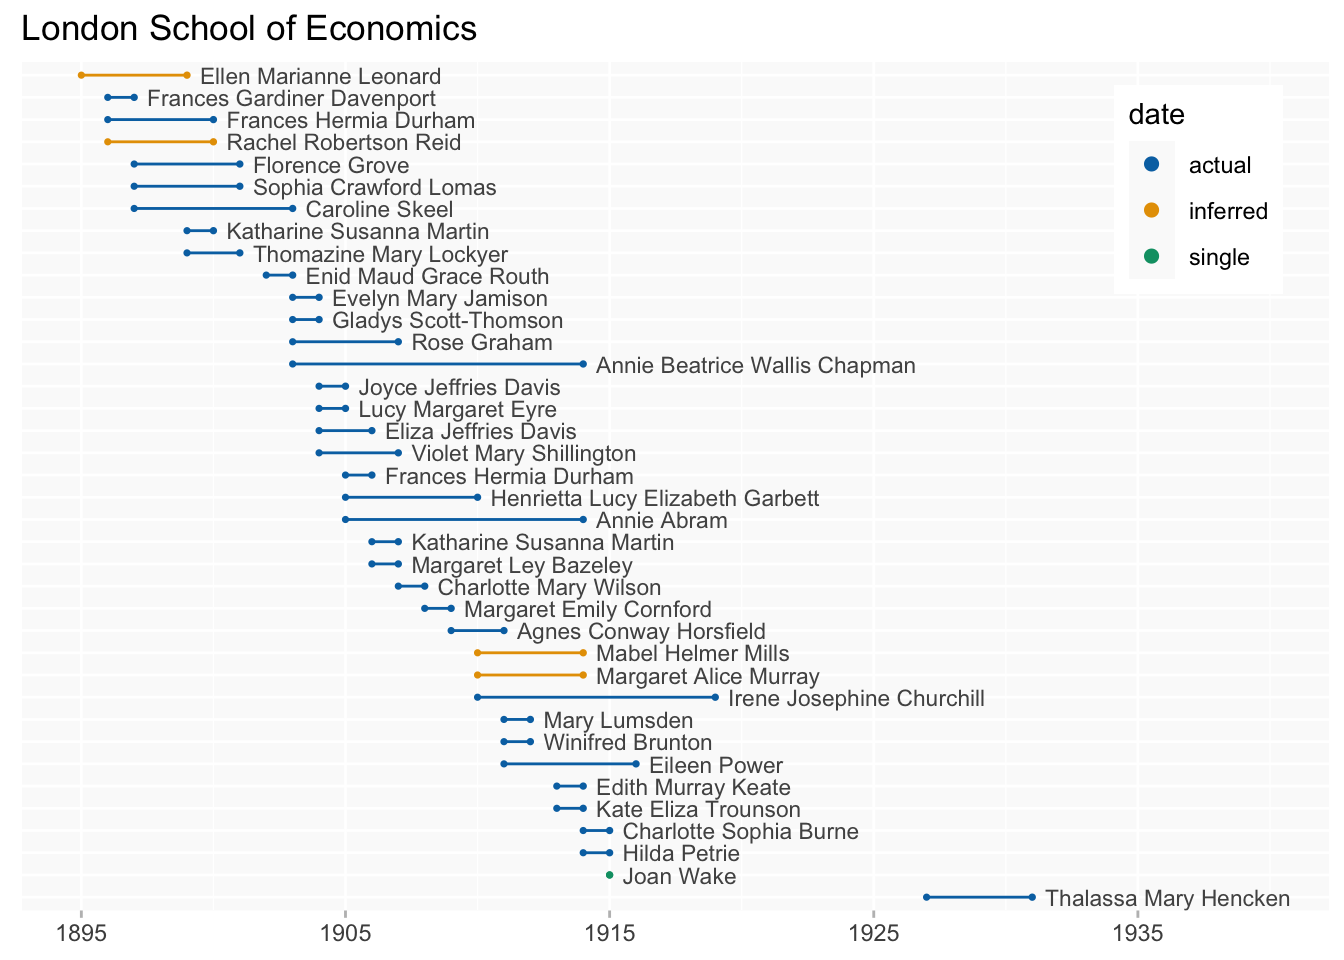 London School of Economics
Ellen Marianne Leonard
Frances Gardiner Davenport
Frances Hermia Durham
Rachel Robertson Reid
Florence Grove
Sophia Crawford Lomas
Caroline Skeel
Katharine Susanna Martin
Thomazine Mary Lockyer
Enid Maud Grace Routh
Evelyn Mary Jamison
Gladys Scott-Thomson
Rose Graham
Annie Beatrice Wallis Chapman
Joyce Jeffries Davis
Lucy Margaret Eyre
Eliza Jeffries Davis
Violet Mary Shillington
Frances Hermia Durham
Henrietta Lucy Elizabeth Garbett
Annie Abram
Katharine Susanna Martin
Margaret Ley Bazeley
Charlotte Mary Wilson
Margaret Emily Cornford
Agnes Conway Horsfield
Mabel Helmer Mills
Margaret Alice Murray
Irene Josephine Churchill
Mary Lumsden
Winifred Brunton
Eileen Power
Edith Murray Keate
Kate Eliza Trounson
Charlotte Sophia Burne
Hilda Petrie
Joan Wake
Thalassa Mary Hencken
date
actual
inferred
single
1895 1905 1915 1925 1935